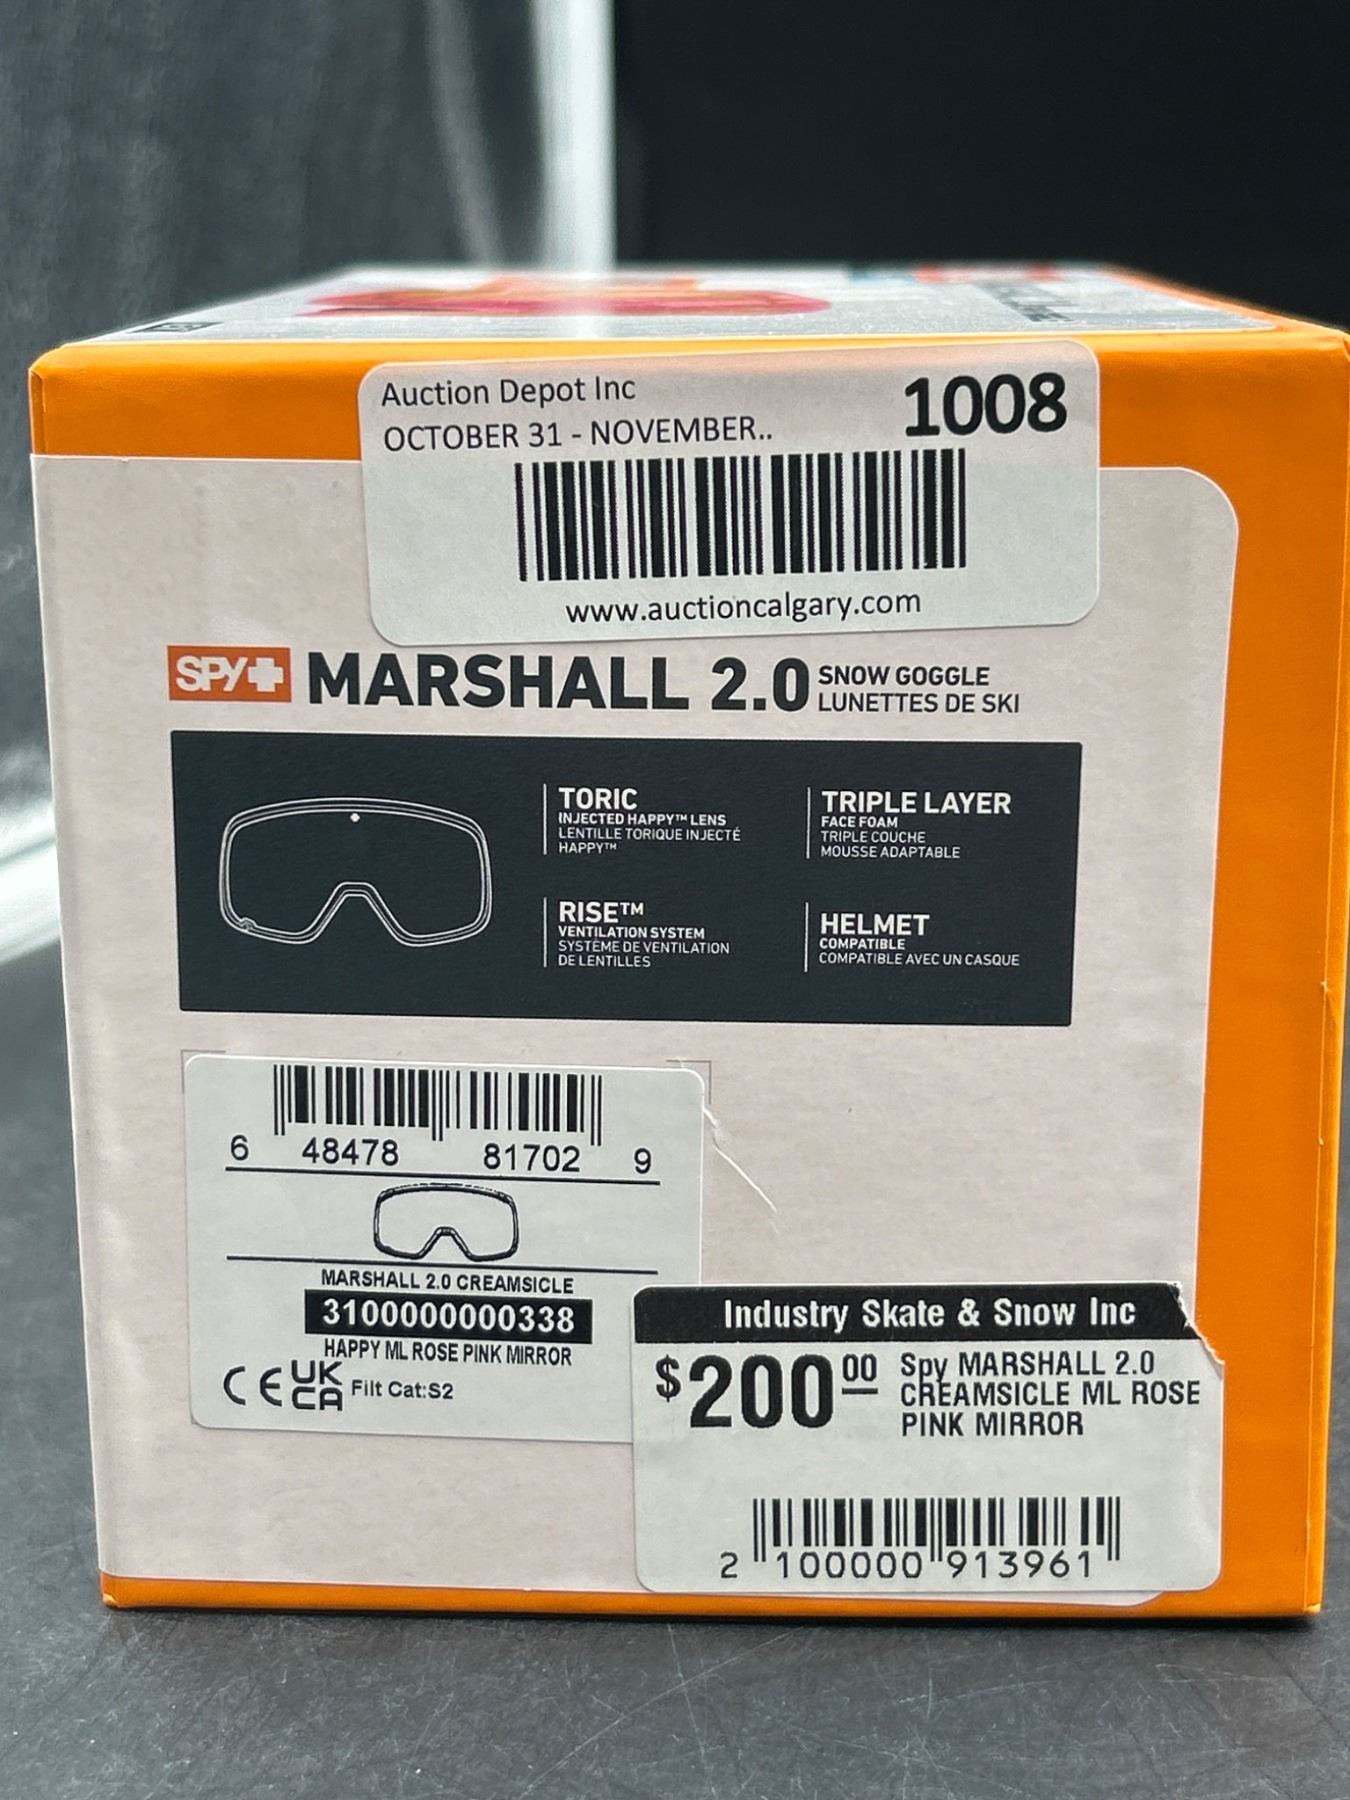 Auction Depot Inc
1008
OCTOBER 31 - NOVEMBER..
www.auctioncalgary.com
SPY+ MARSHALL 2.0 SNOW GOGGLE
LUNETTES DE SKI
TORIC
INJECTED HAPPY™ LENS
LENTILLE TORIQUE INJECTÉ
HAPPY™
TRIPLE LAYER
FACE FOAM
TRIPLE COUCHE
MOUSSE ADAPTABLE
RISE™
VENTILATION SYSTEM
SYSTÈME DE VENTILATION
DE LENTILLES
HELMET
COMPATIBLE
COMPATIBLE AVEC UN CASQUE
6 48478 81702 9
MARSHALL 2.0 CREAMSICLE
3100000000338
HAPPY ML ROSE PINK MIRROR
CE UK
CA Filt Cat:S2
Industry Skate & Snow Inc
$200 00
Spy MARSHALL 2.0
CREAMSICLE ML ROSE
PINK MIRROR
2 100000 913961